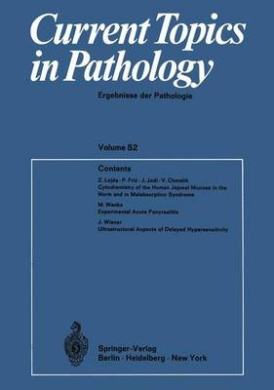 Current Topics
in Pathology
Ergebnisse der Pathologie
Volume 52
Contents
Z. Lojda · P. Frič · J. Jodl · V. Chmelík
Cytochemistry of the Human Jejunal Mucosa in the
Norm and in Malabsorption Syndrome
M. Wanke
Experimental Acute Pancreatitis
J. Wiener
Ultrastructural Aspects of Delayed Hypersensitivity
Springer-Verlag
Berlin · Heidelberg · New York